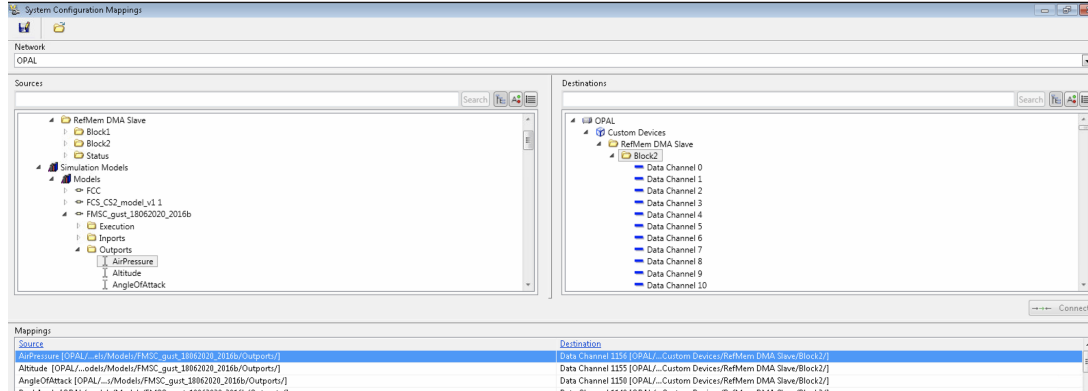 System Configuration Mappings
Network
OPAL
Sources
Destinations
Search
Search
RefMem DMA Slave
Block1
Block2
Status
Simulation Models
Models
FCC
FCS_CS2_model_v1 1
FMSC_gust_18062020_2016b
Execution
Inports
Outports
AirPressure
Altitude
AngleOfAttack
OPAL
Custom Devices
RefMem DMA Slave
Block2
Data Channel 0
Data Channel 1
Data Channel 2
Data Channel 3
Data Channel 4
Data Channel 5
Data Channel 6
Data Channel 7
Data Channel 8
Data Channel 9
Data Channel 10
Connect
Mappings
Source Destination
AirPressure [OPAL/...els/Models/FMSC_gust_18062020_2016b/Outports/] Data Channel 1156 [OPAL/...Custom Devices/RefMem DMA Slave/Block2/]
Altitude [OPAL/...odels/Models/FMSC_gust_18062020_2016b/Outports/] Data Channel 1155 [OPAL/...Custom Devices/RefMem DMA Slave/Block2/]
AngleOfAttack [OPAL/...s/Models/FMSC_gust_18062020_2016b/Outports/] Data Channel 1150 [OPAL/...Custom Devices/RefMem DMA Slave/Block2/]